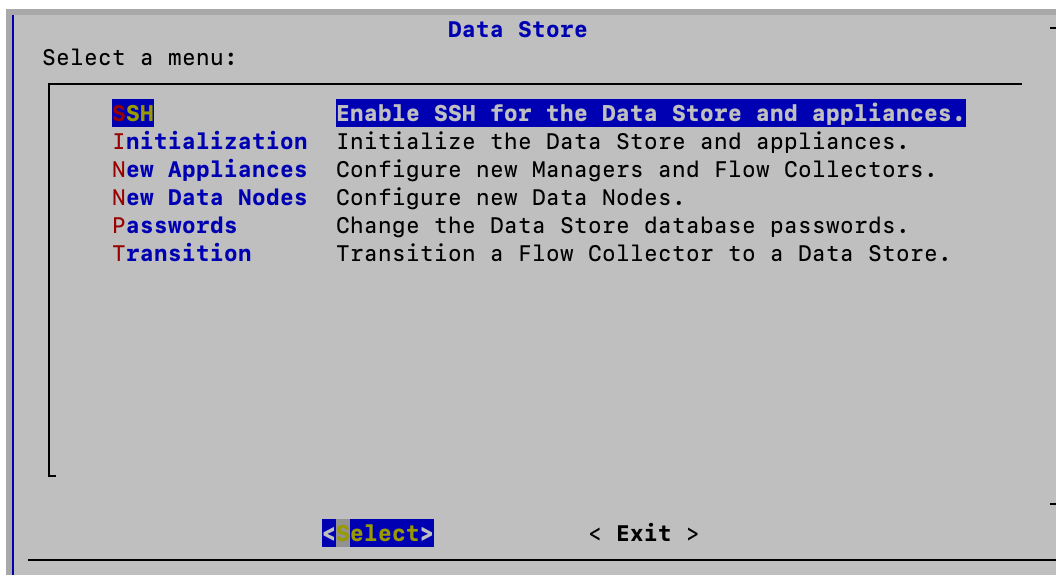 Data Store
Select a menu:
SSH Enable SSH for the Data Store and appliances.
Initialization Initialize the Data Store and appliances.
New Appliances Configure new Managers and Flow Collectors.
New Data Nodes Configure new Data Nodes.
Passwords Change the Data Store database passwords.
Transition Transition a Flow Collector to a Data Store.
<Select> < Exit >